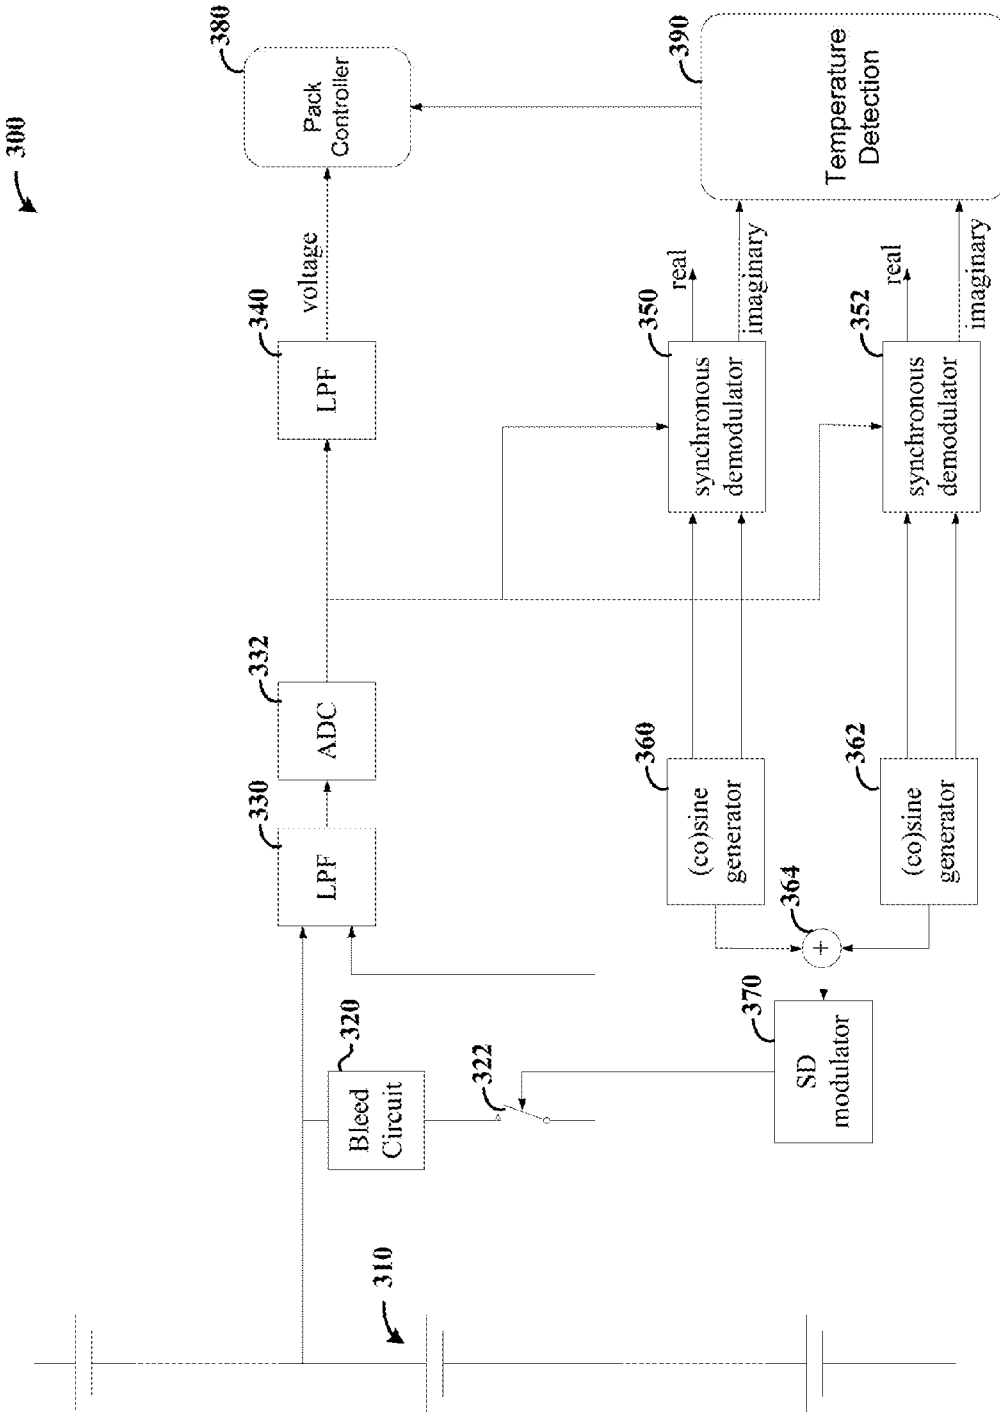 300
310
Bleed
Circuit
320
322
LPF
330
ADC
332
LPF
340
voltage
Pack
Controller
380
SD
modulator
370
+
364
(co)sine
generator
360
(co)sine
generator
362
synchronous
demodulator
350
real
imaginary
synchronous
demodulator
352
real
imaginary
Temperature
Detection
390